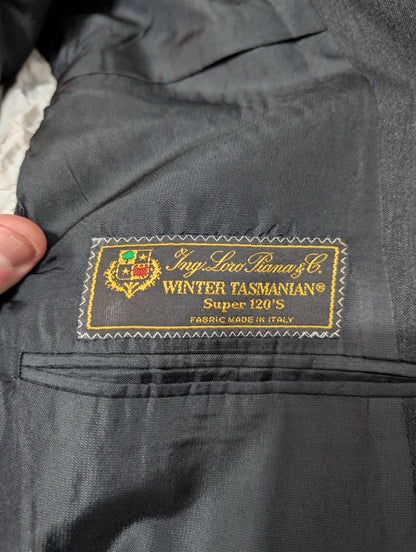 Ing. Loro Piana & C.
WINTER TASMANIAN®
Super 120'S
FABRIC MADE IN ITALY